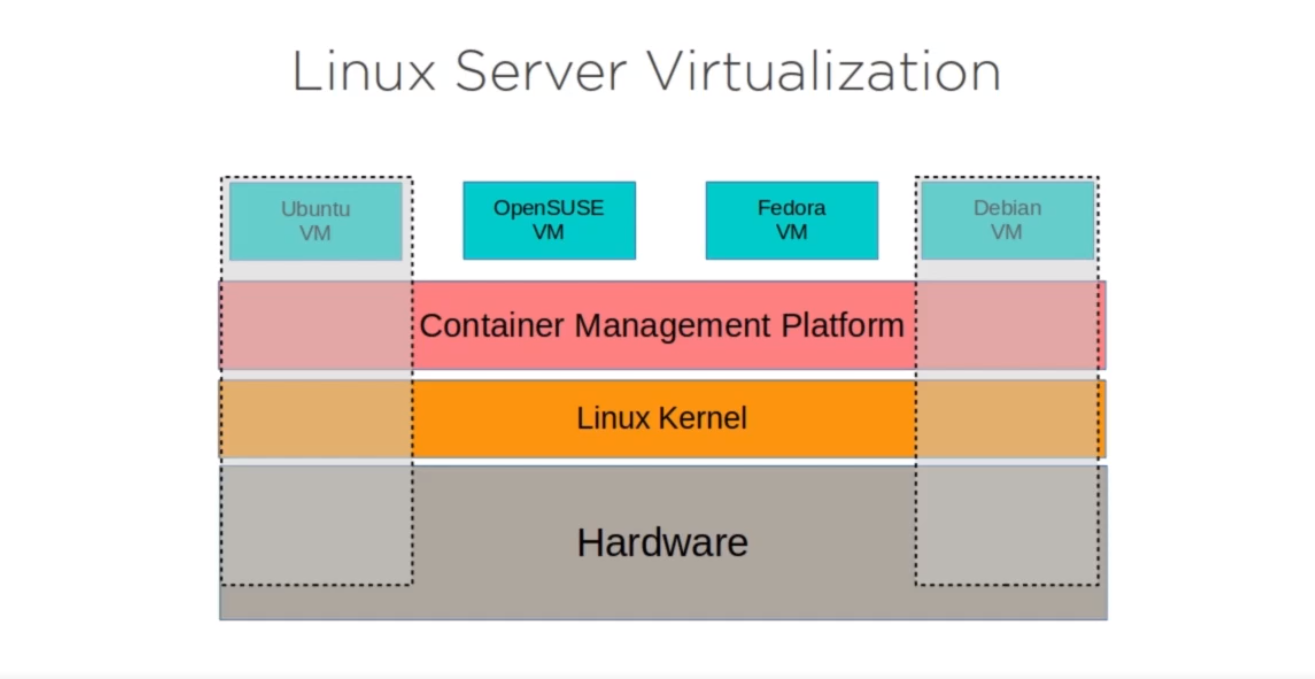 Linux Server Virtualization
Ubuntu
VM
OpenSUSE
VM
Fedora
VM
Debian
VM
Container Management Platform
Linux Kernel
Hardware